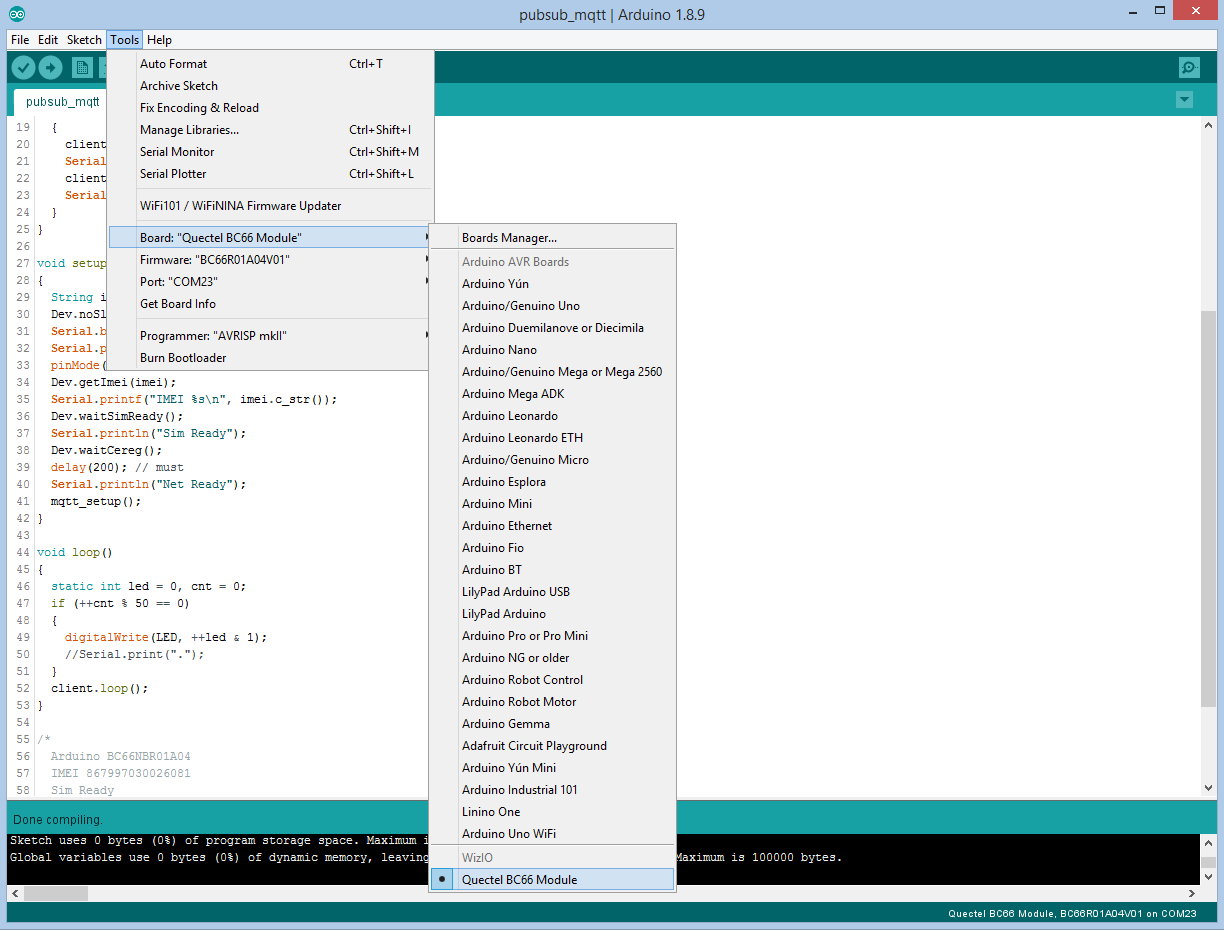 pubsub_mqtt | Arduino 1.8.9
File Edit Sketch Tools Help
pubsub_mqtt
Auto Format Ctrl+T
Archive Sketch
Fix Encoding & Reload
Manage Libraries... Ctrl+Shift+I
Serial Monitor Ctrl+Shift+M
Serial Plotter Ctrl+Shift+L
WiFi101 / WiFiNINA Firmware Updater
Board: "Quectel BC66 Module"
Firmware: "BC66R01A04V01"
Port: "COM23"
Get Board Info
Programmer: "AVRISP mkII"
Burn Bootloader
Boards Manager...
Arduino AVR Boards
Arduino Yún
Arduino/Genuino Uno
Arduino Duemilanove or Diecimila
Arduino Nano
Arduino/Genuino Mega or Mega 2560
Arduino Mega ADK
Arduino Leonardo
Arduino Leonardo ETH
Arduino/Genuino Micro
Arduino Esplora
Arduino Mini
Arduino Ethernet
Arduino Fio
Arduino BT
LilyPad Arduino USB
LilyPad Arduino
Arduino Pro or Pro Mini
Arduino NG or older
Arduino Robot Control
Arduino Robot Motor
Arduino Gemma
Adafruit Circuit Playground
Arduino Yún Mini
Arduino Industrial 101
Linino One
Arduino Uno WiFi
WizIO
Quectel BC66 Module
19 {
20 client
21 Serial
22 client
23 Serial
24 }
25 }
26
27 void setup
28 {
29 String i
30 Dev.noSl
31 Serial.b
32 Serial.p
33 pinMode(
34 Dev.getImei(imei);
35 Serial.printf("IMEI %s\n", imei.c_str());
36 Dev.waitSimReady();
37 Serial.println("Sim Ready");
38 Dev.waitCereg();
39 delay(200); // must
40 Serial.println("Net Ready");
41 mqtt_setup();
42 }
43
44 void loop()
45 {
46 static int led = 0, cnt = 0;
47 if (++cnt % 50 == 0)
48 {
49 digitalWrite(LED, ++led & 1);
50 //Serial.print(".");
51 }
52 client.loop();
53 }
54
55 /*
56 Arduino BC66NBR01A04
57 IMEI 867997030026081
58 Sim Ready
Done compiling.
Sketch uses 0 bytes (0%) of program storage space. Maximum i
Global variables use 0 bytes (0%) of dynamic memory, leaving Maximum is 100000 bytes.
Quectel BC66 Module, BC66R01A04V01 on COM23